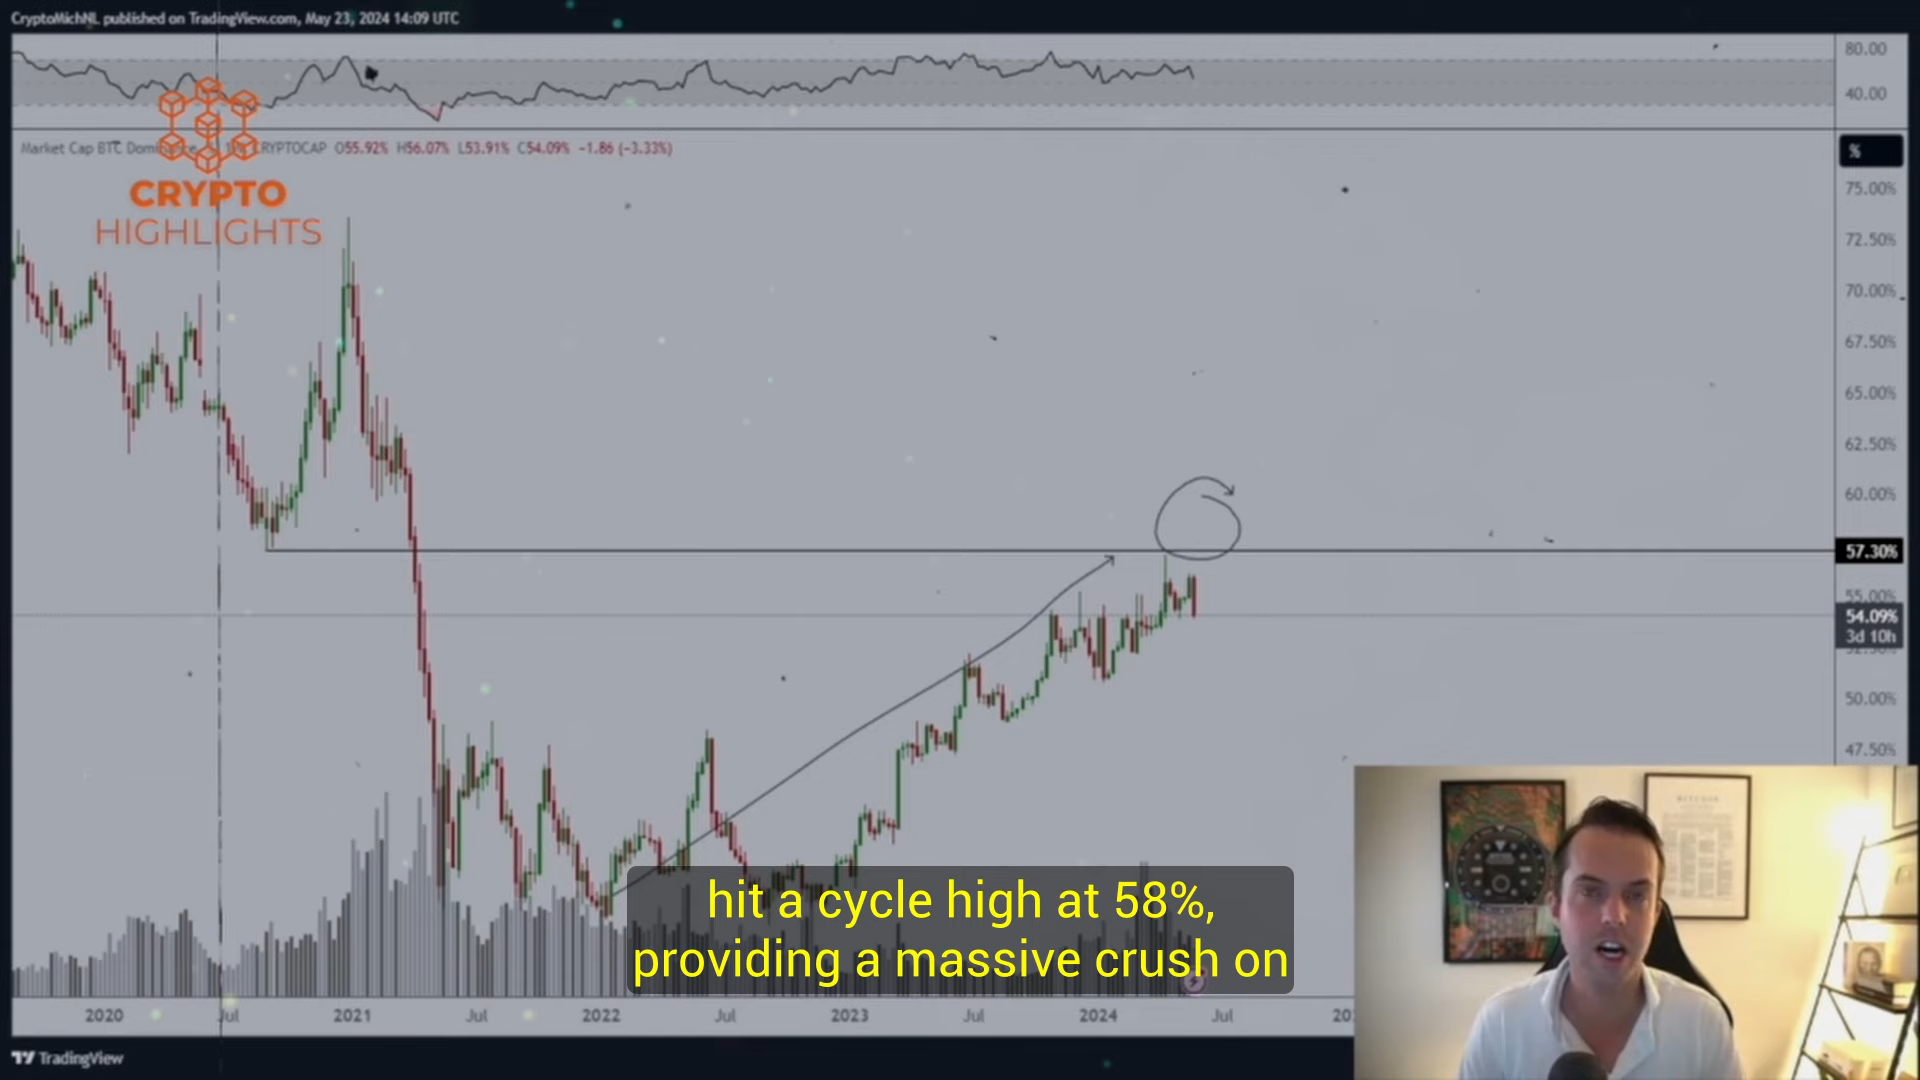 CryptoMichNL published on TradingView.com, May 23, 2024 14:09 UTC
80.00
40.00
Market Cap BTC CRYPTOCAP O55.92% H56.07% L53.91% C54.09% −1.86 (−3.33%)
%
CRYPTO
HIGHLIGHTS
75.00%
72.50%
70.00%
67.50%
65.00%
62.50%
60.00%
57.30%
55.00%
54.09%
3d 10h
50.00%
47.50%
hit a cycle high at 58%,
providing a massive crush on
2020 Jul 2021 Jul 2022 Jul 2023 Jul 2024 Jul
TradingView